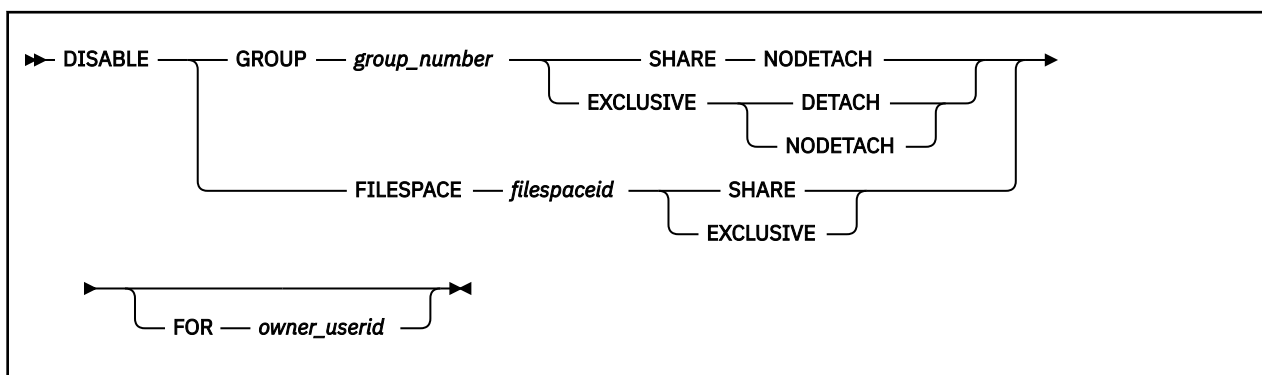 DISABLE GROUP group_number SHARE NODETACH
EXCLUSIVE DETACH
NODETACH
FILESPACE filespaceid SHARE
EXCLUSIVE
FOR owner_userid